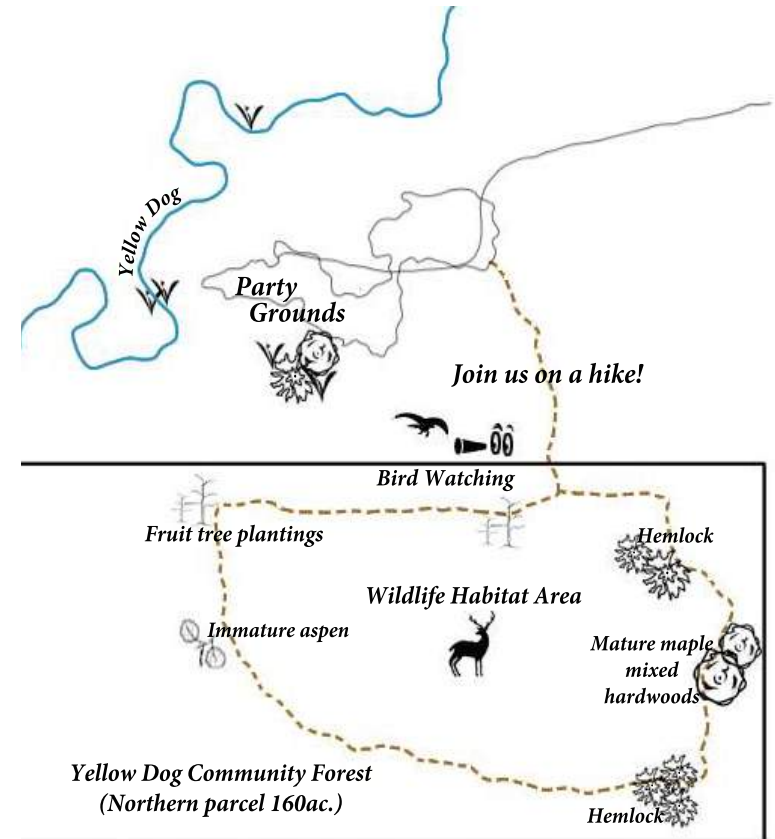 Yellow Dog
Party
Grounds
Join us on a hike!
Bird Watching
Fruit tree plantings
Hemlock
Wildlife Habitat Area
Immature aspen
Mature maple
mixed
hardwoods
Yellow Dog Community Forest
(Northern parcel 160ac.)
Hemlock